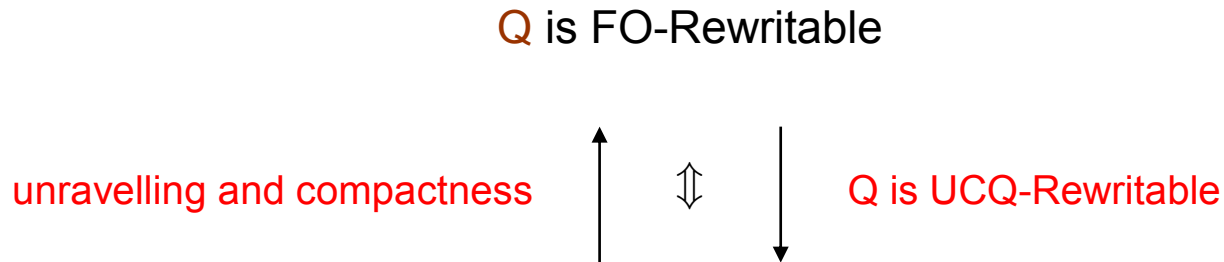 Q is FO-Rewritable
unravelling and compactness ⇕ Q is UCQ-Rewritable